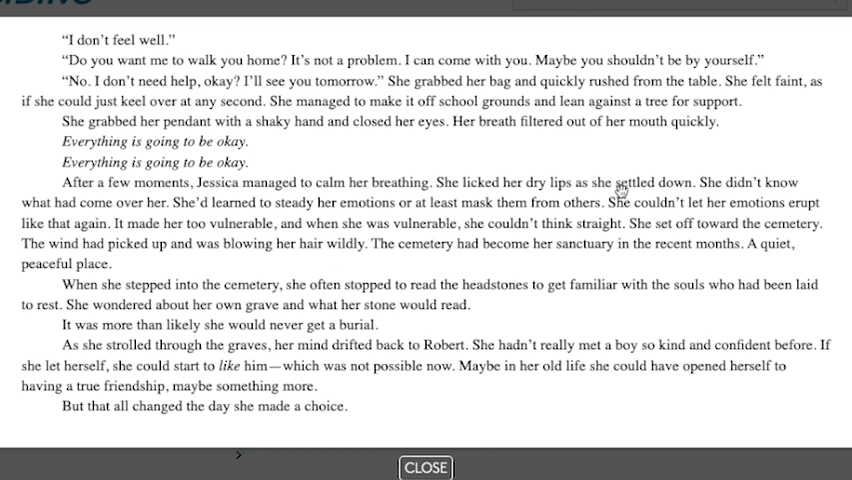 “I don’t feel well.”
“Do you want me to walk you home? It’s not a problem. I can come with you. Maybe you shouldn’t be by yourself.”
“No. I don’t need help, okay? I’ll see you tomorrow.” She grabbed her bag and quickly rushed from the table. She felt faint, as
if she could just keel over at any second. She managed to make it off school grounds and lean against a tree for support.
She grabbed her pendant with a shaky hand and closed her eyes. Her breath filtered out of her mouth quickly.
Everything is going to be okay.
Everything is going to be okay.
After a few moments, Jessica managed to calm her breathing. She licked her dry lips as she settled down. She didn’t know
what had come over her. She’d learned to steady her emotions or at least mask them from others. She couldn’t let her emotions erupt
like that again. It made her too vulnerable, and when she was vulnerable, she couldn’t think straight. She set off toward the cemetery.
The wind had picked up and was blowing her hair wildly. The cemetery had become her sanctuary in the recent months. A quiet,
peaceful place.
When she stepped into the cemetery, she often stopped to read the headstones to get familiar with the souls who had been laid
to rest. She wondered about her own grave and what her stone would read.
It was more than likely she would never get a burial.
As she strolled through the graves, her mind drifted back to Robert. She hadn’t really met a boy so kind and confident before. If
she let herself, she could start to like him—which was not possible now. Maybe in her old life she could have opened herself to
having a true friendship, maybe something more.
But that all changed the day she made a choice.
CLOSE